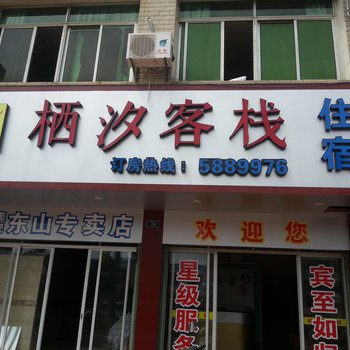 栖汐客栈
订房热线：5889976
住宿
东山专卖店
欢迎您
星级服务
宾至如归